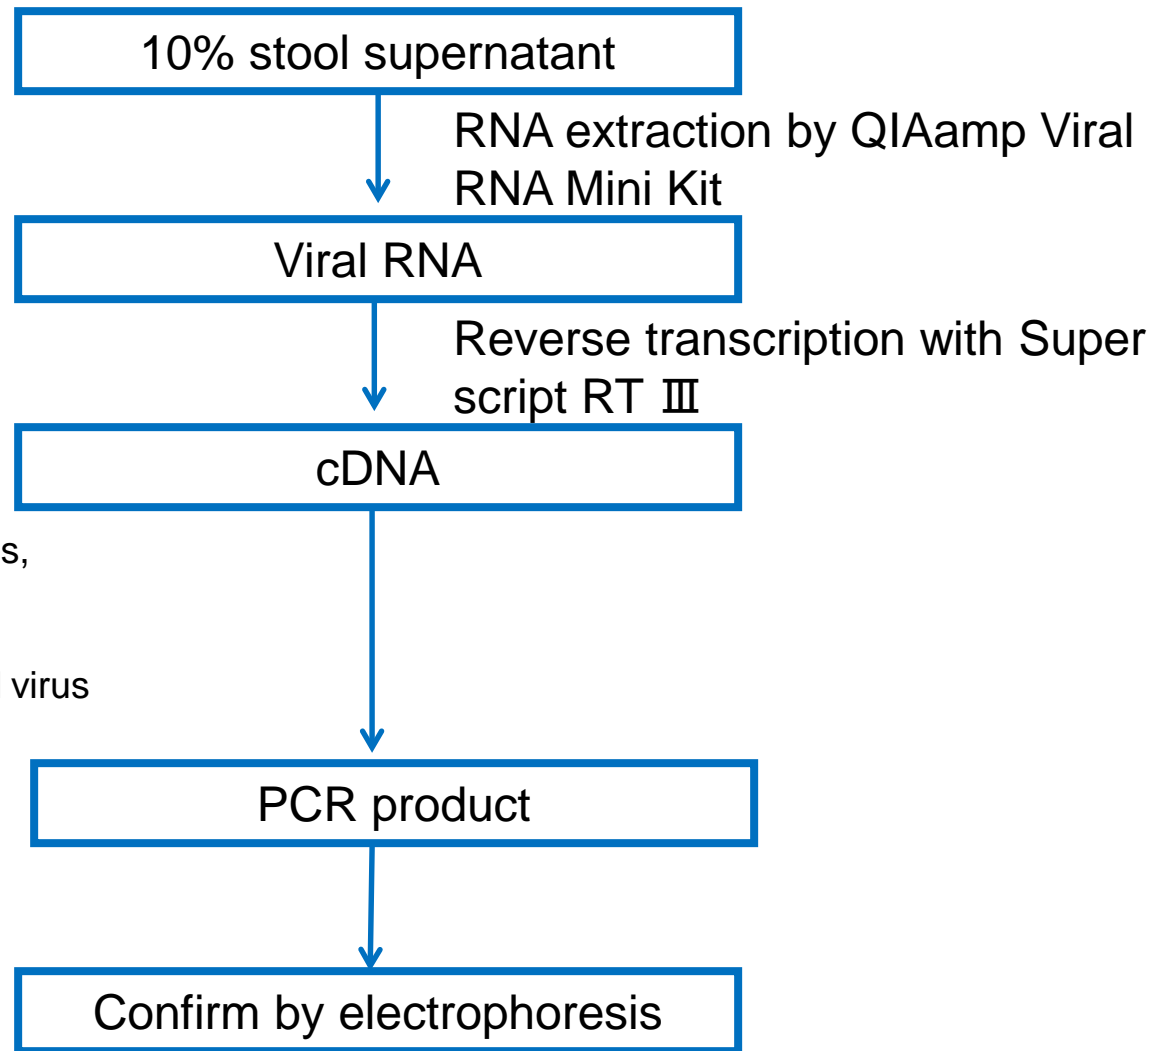 10% stool supernatant
RNA extraction by QIAamp Viral
RNA Mini Kit
Viral RNA
Reverse transcription with Super
script RT Ⅲ
cDNA
s,
virus
PCR product
Confirm by electrophoresis